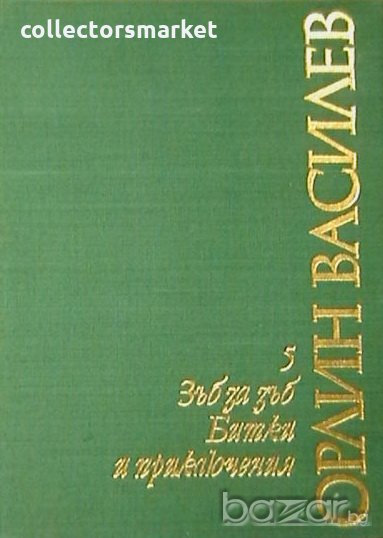 collectorsmarket
ОРЛИН ВАСИЛЕВ
5
Зъб за зъб
Битки
и приключения
bazar
.bg